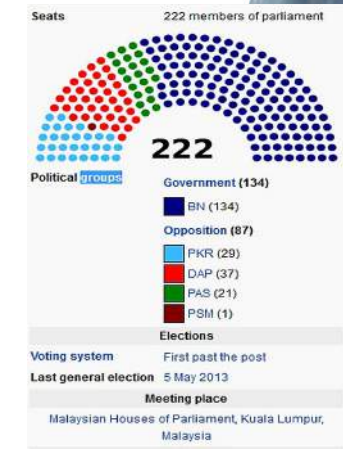 Seats 222 members of parliament
222
Political groups
Government (134)
BN (134)
Opposition (87)
PKR (29)
DAP (37)
PAS (21)
PSM (1)
Elections
Voting system First past the post
Last general election 5 May 2013
Meeting place
Malaysian Houses of Parliament, Kuala Lumpur,
Malaysia